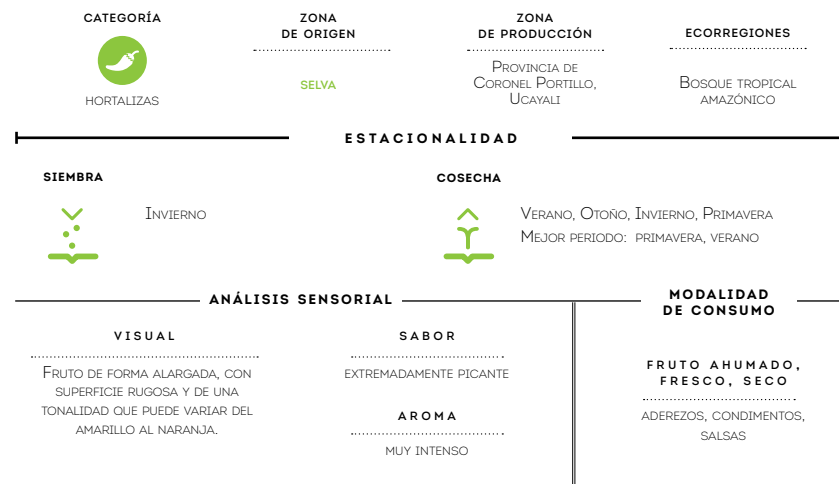 CATEGORÍA
HORTALIZAS
ZONA
DE ORIGEN
SELVA
ZONA
DE PRODUCCIÓN
Provincia de
Coronel Portillo,
Ucayali
ECORREGIONES
Bosque tropical
amazónico
ESTACIONALIDAD
SIEMBRA
Invierno
COSECHA
Verano, Otoño, Invierno, Primavera
Mejor periodo: primavera, verano
ANÁLISIS SENSORIAL
VISUAL
Fruto de forma alargada, con
superficie rugosa y de una
tonalidad que puede variar del
amarillo al naranja.
SABOR
extremadamente picante
AROMA
muy intenso
MODALIDAD
DE CONSUMO
FRUTO AHUMADO,
FRESCO, SECO
aderezos, condimentos,
salsas